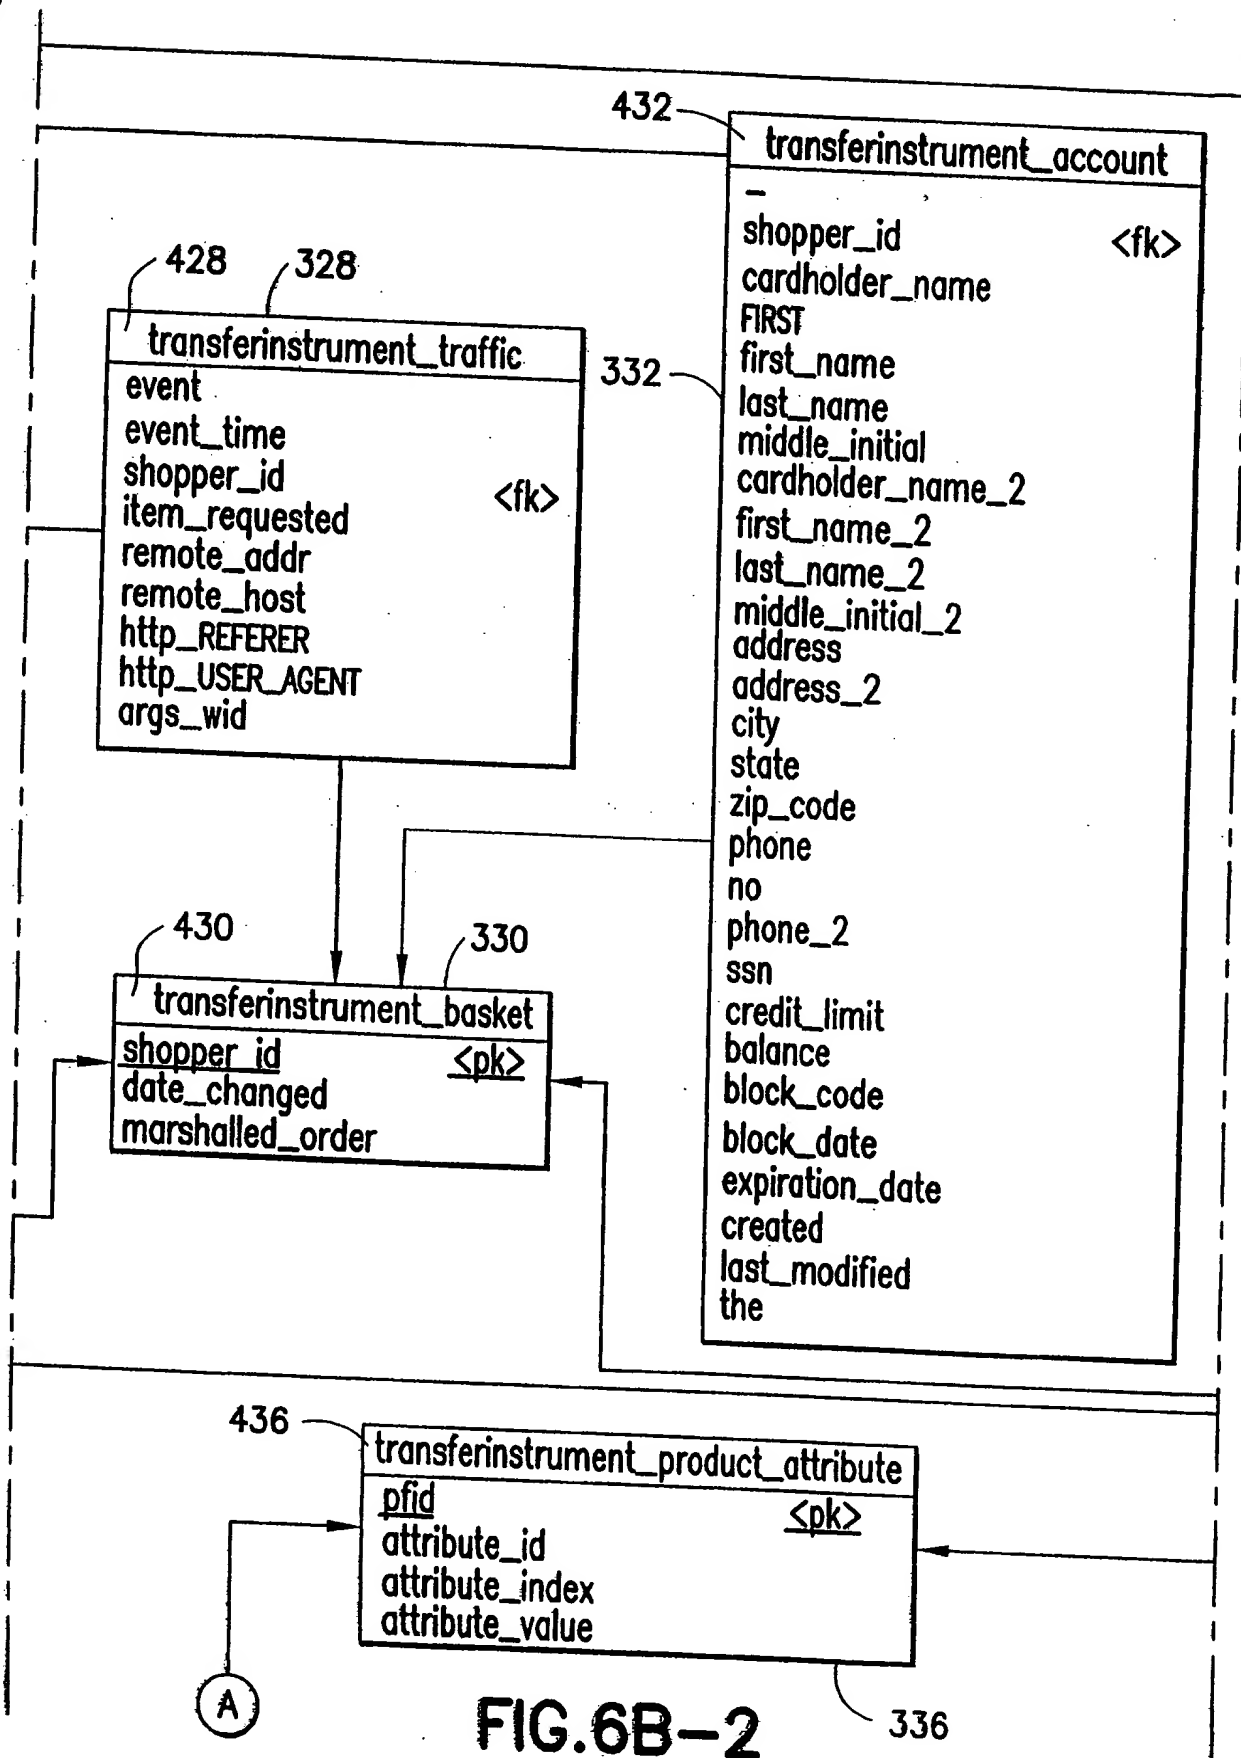 432
transferinstrument_account
_
shopper_id <fk>
cardholder_name
FIRST
first_name
last_name
middle_initial
cardholder_name_2
first_name_2
last_name_2
middle_initial_2
address
address_2
city
state
zip_code
phone
no
phone_2
ssn
credit_limit
balance
block_code
block_date
expiration_date
created
last_modified
the
332
428 328
transferinstrument_traffic
event
event_time
shopper_id <fk>
item_requested
remote_addr
remote_host
http_REFERER
http_USER_AGENT
args_wid
430 330
transferinstrument_basket
shopper_id <pk>
date_changed
marshalled_order
436
transferinstrument_product_attribute
pfid <pk>
attribute_id
attribute_index
attribute_value
336
A
FIG.6B-2